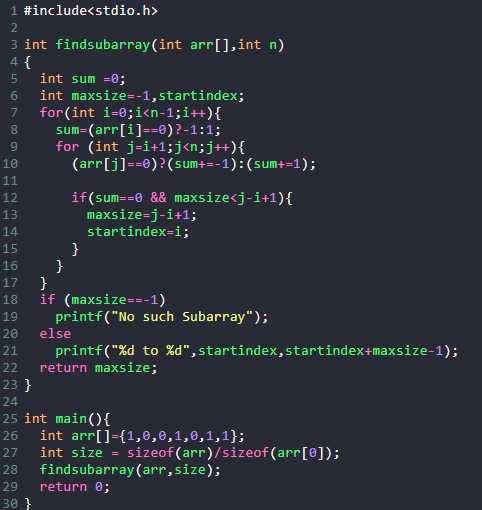 1 #include<stdio.h>
2
3 int findsubarray(int arr[],int n)
4 {
5   int sum =0;
6   int maxsize=-1,startindex;
7   for(int i=0;i<n-1;i++){
8     sum=(arr[i]==0)?-1:1;
9     for (int j=i+1;j<n;j++){
10       (arr[j]==0)?(sum+=-1):(sum+=1);
11
12       if(sum==0 && maxsize<j-i+1){
13         maxsize=j-i+1;
14         startindex=i;
15       }
16     }
17   }
18   if (maxsize==-1)
19     printf("No such Subarray");
20   else
21     printf("%d to %d",startindex,startindex+maxsize-1);
22   return maxsize;
23 }
24
25 int main(){
26   int arr[]={1,0,0,1,0,1,1};
27   int size = sizeof(arr)/sizeof(arr[0]);
28   findsubarray(arr,size);
29   return 0;
30 }